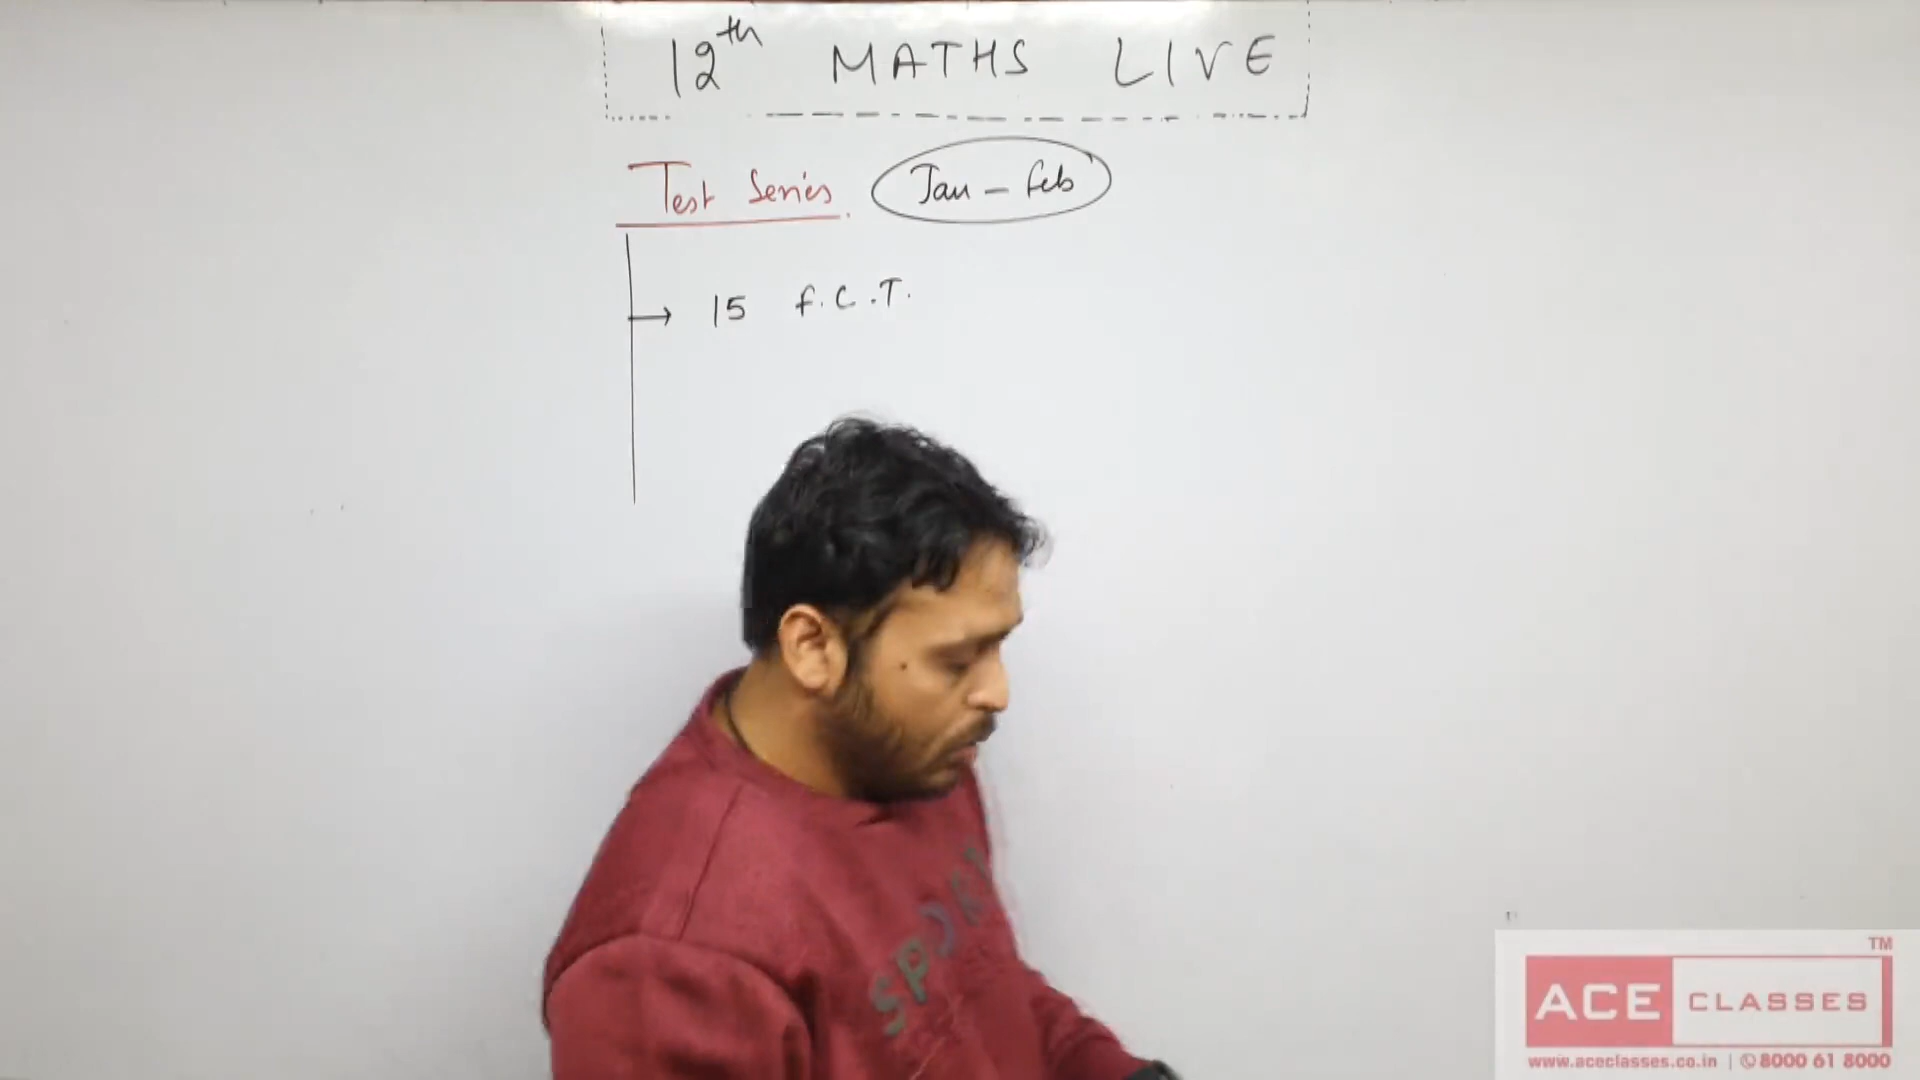 12th MATHS LIVE
Test Series Jan - feb
→ 15 f.C.T.
SPORT
TM
ACE CLASSES
www.aceclasses.co.in | 8000 61 8000